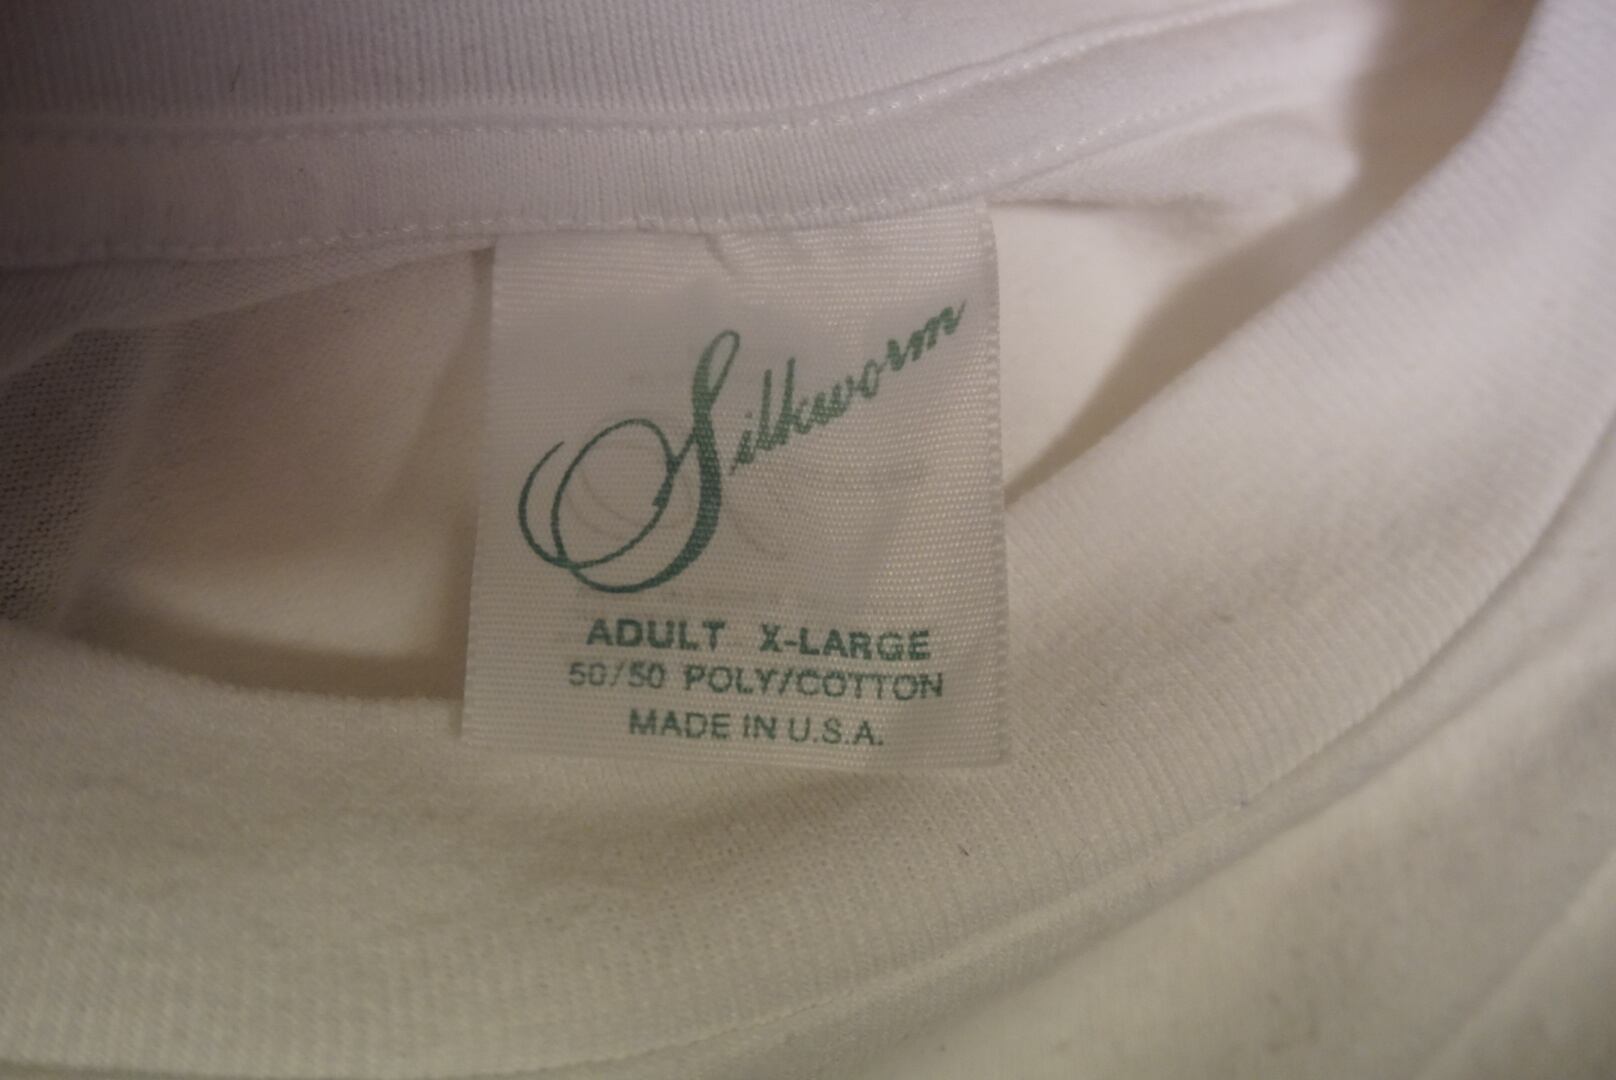 Silkworm
ADULT X-LARGE
50/50 POLY/COTTON
MADE IN U.S.A.